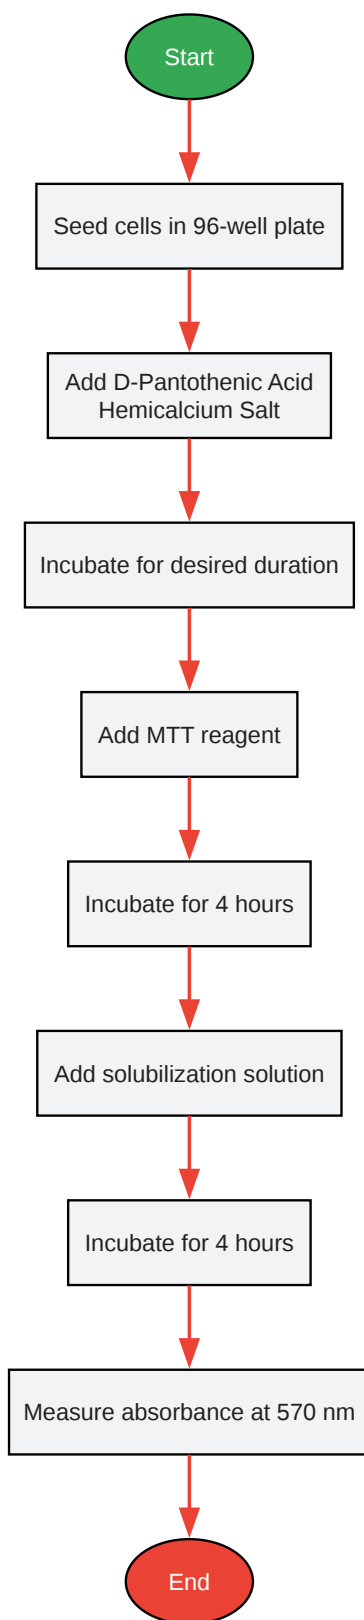 Start
Seed cells in 96-well plate
Add D-Pantothenic Acid
Hemicalcium Salt
Incubate for desired duration
Add MTT reagent
Incubate for 4 hours
Add solubilization solution
Incubate for 4 hours
Measure absorbance at 570 nm
End